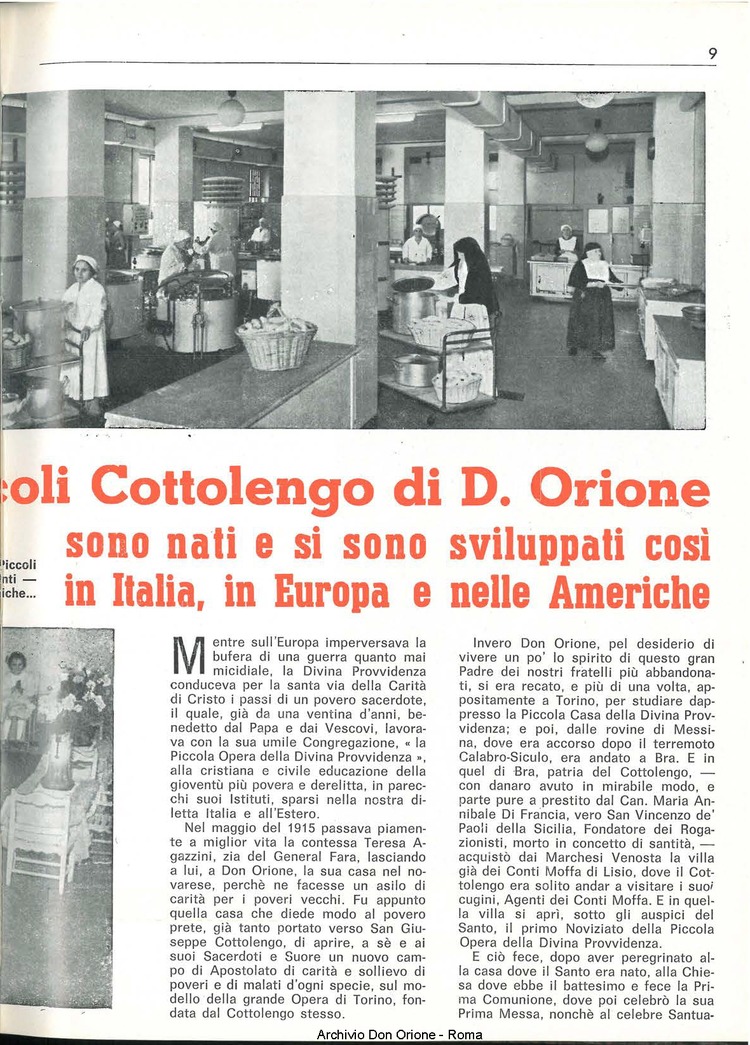 9
coli Cottolengo di D. Orione
sono nati e si sono sviluppati così
in Italia, in Europa e nelle Americhe
Piccoli
nti —
iche...
Mentre sull'Europa imperversava la
bufera di una guerra quanto mai
micidiale, la Divina Provvidenza
conduceva per la santa via della Carità
di Cristo i passi di un povero sacerdote,
il quale, già da una ventina d'anni, be-
nedetto dal Papa e dai Vescovi, lavora-
va con la sua umile Congregazione, « la
Piccola Opera della Divina Provvidenza »,
alla cristiana e civile educazione della
gioventù più povera e derelitta, in parec-
chi suoi Istituti, sparsi nella nostra di-
letta Italia e all'Estero.
Nel maggio del 1915 passava piamen-
te a miglior vita la contessa Teresa A-
gazzini, zia del General Fara, lasciando
a lui, a Don Orione, la sua casa nel no-
varese, perchè ne facesse un asilo di
carità per i poveri vecchi. Fu appunto
quella casa che diede modo al povero
prete, già tanto portato verso San Giu-
seppe Cottolengo, di aprire, a sè e ai
suoi Sacerdoti e Suore un nuovo cam-
po di Apostolato di carità e sollievo di
poveri e di malati d'ogni specie, sul mo-
dello della grande Opera di Torino, fon-
data dal Cottolengo stesso.
Invero Don Orione, pel desiderio di
vivere un po' lo spirito di questo gran
Padre dei nostri fratelli più abbandona-
ti, si era recato, e più di una volta, ap-
positamente a Torino, per studiare dap-
presso la Piccola Casa della Divina Prov-
videnza; e poi, dalle rovine di Messi-
na, dove era accorso dopo il terremoto
Calabro-Siculo, era andato a Bra. E in
quel di Bra, patria del Cottolengo, —
con danaro avuto in mirabile modo, e
parte pure a prestito dal Can. Maria An-
nibale Di Francia, vero San Vincenzo de'
Paoli della Sicilia, Fondatore dei Roga-
zionisti, morto in concetto di santità, —
acquistò dai Marchesi Venosta la villa
già dei Conti Moffa di Lisio, dove il Cot-
tolengo era solito andar a visitare i suoi
cugini, Agenti dei Conti Moffa. E in quel-
la villa si aprì, sotto gli auspici del
Santo, il primo Noviziato della Piccola
Opera della Divina Provvidenza.
E ciò fece, dopo aver peregrinato al-
la casa dove il Santo era nato, alla Chie-
sa dove ebbe il battesimo e fece la Pri-
ma Comunione, dove poi celebrò la sua
Prima Messa, nonchè al celebre Santua-
Archivio Don Orione - Roma